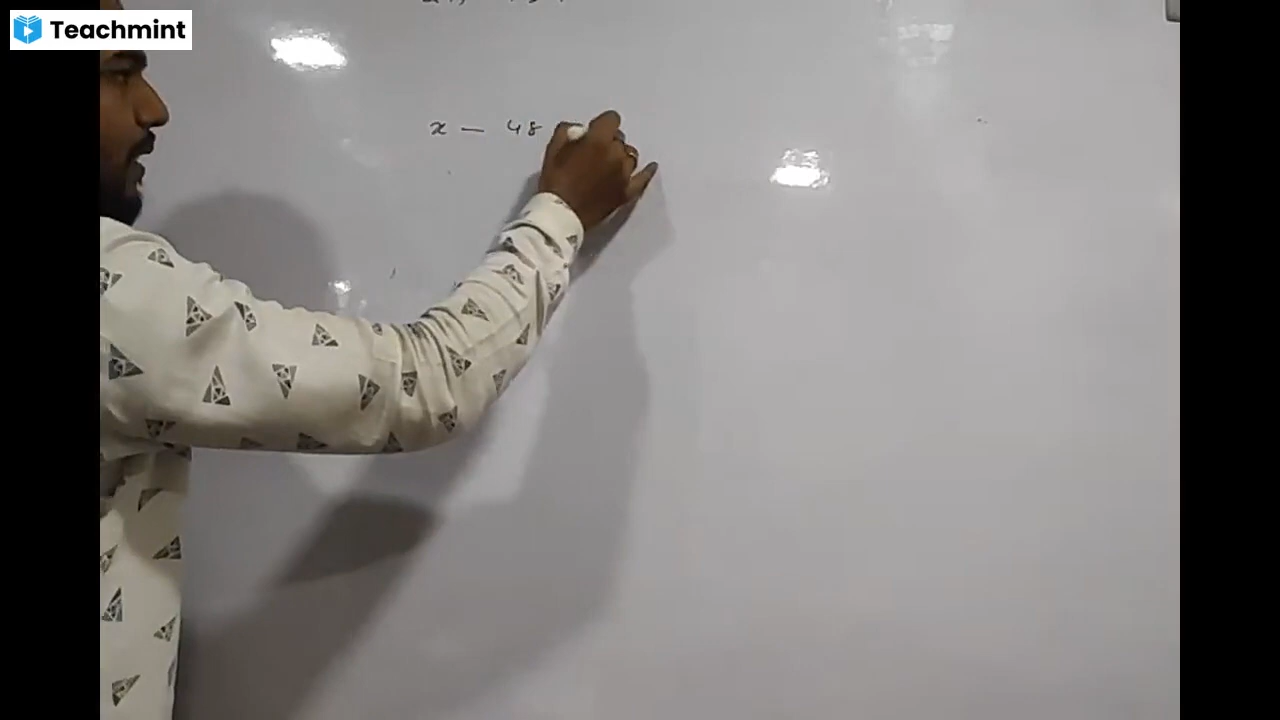 Teachmint
x — 48